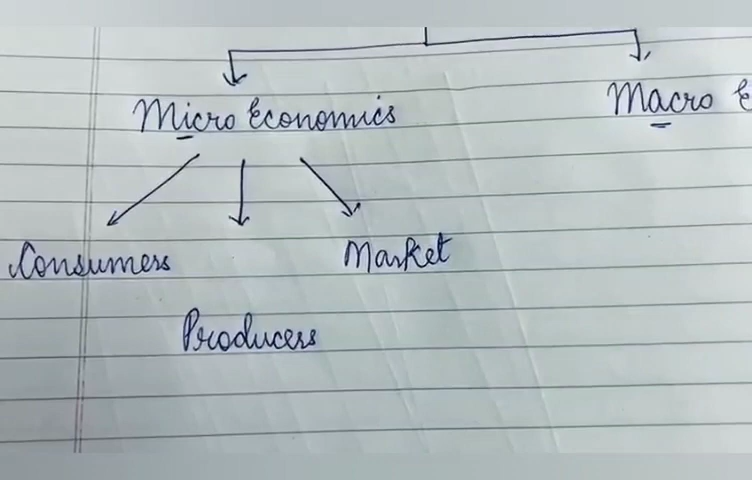 Micro Economics
Macro E
Consumers
Market
Producers